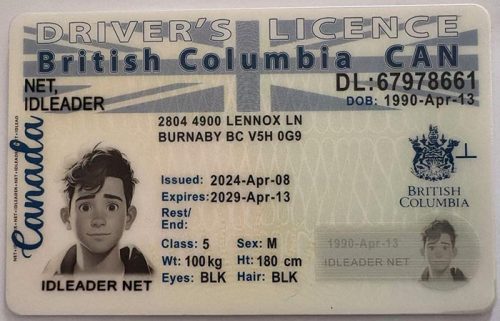 DRIVER'S LICENCE
British Columbia CAN
NET,
IDLEADER
DL:67978661
DOB: 1990-Apr-13
2804 4900 LENNOX LN
BURNABY BC V5H 0G9
Canada
Issued: 2024-Apr-08
Expires:2029-Apr-13
Rest/
End:
Class: 5 Sex: M
Wt: 100kg Ht: 180 cm
Eyes: BLK Hair: BLK
IDLEADER NET
BRITISH
COLUMBIA
1990-Apr-13
IDLEADER NET